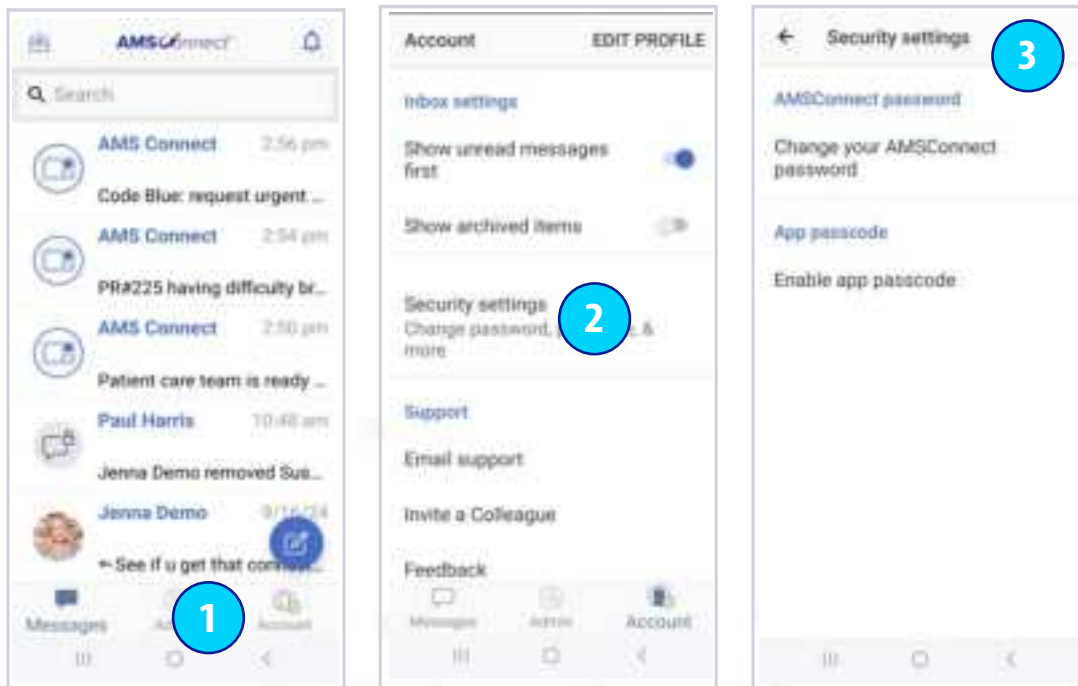 AMSConnect
Search
AMS Connect 2:56 pm
Code Blue: request urgent ...
AMS Connect 2:54 pm
PR#225 having difficulty br...
AMS Connect 2:50 pm
Patient care team is ready ...
Paul Harris 10:48 am
Jenna Demo removed Sus...
Jenna Demo 9/16/24
See if u get that
Messages 1 Account
Account EDIT PROFILE
Inbox settings
Show unread messages
first
Show archived items
Security settings
2
Change password, &
more
Support
Email support
Invite a Colleague
Feedback
Messages Admin Account
Security settings
3
AMSConnect password
Change your AMSConnect
password
App passcode
Enable app passcode